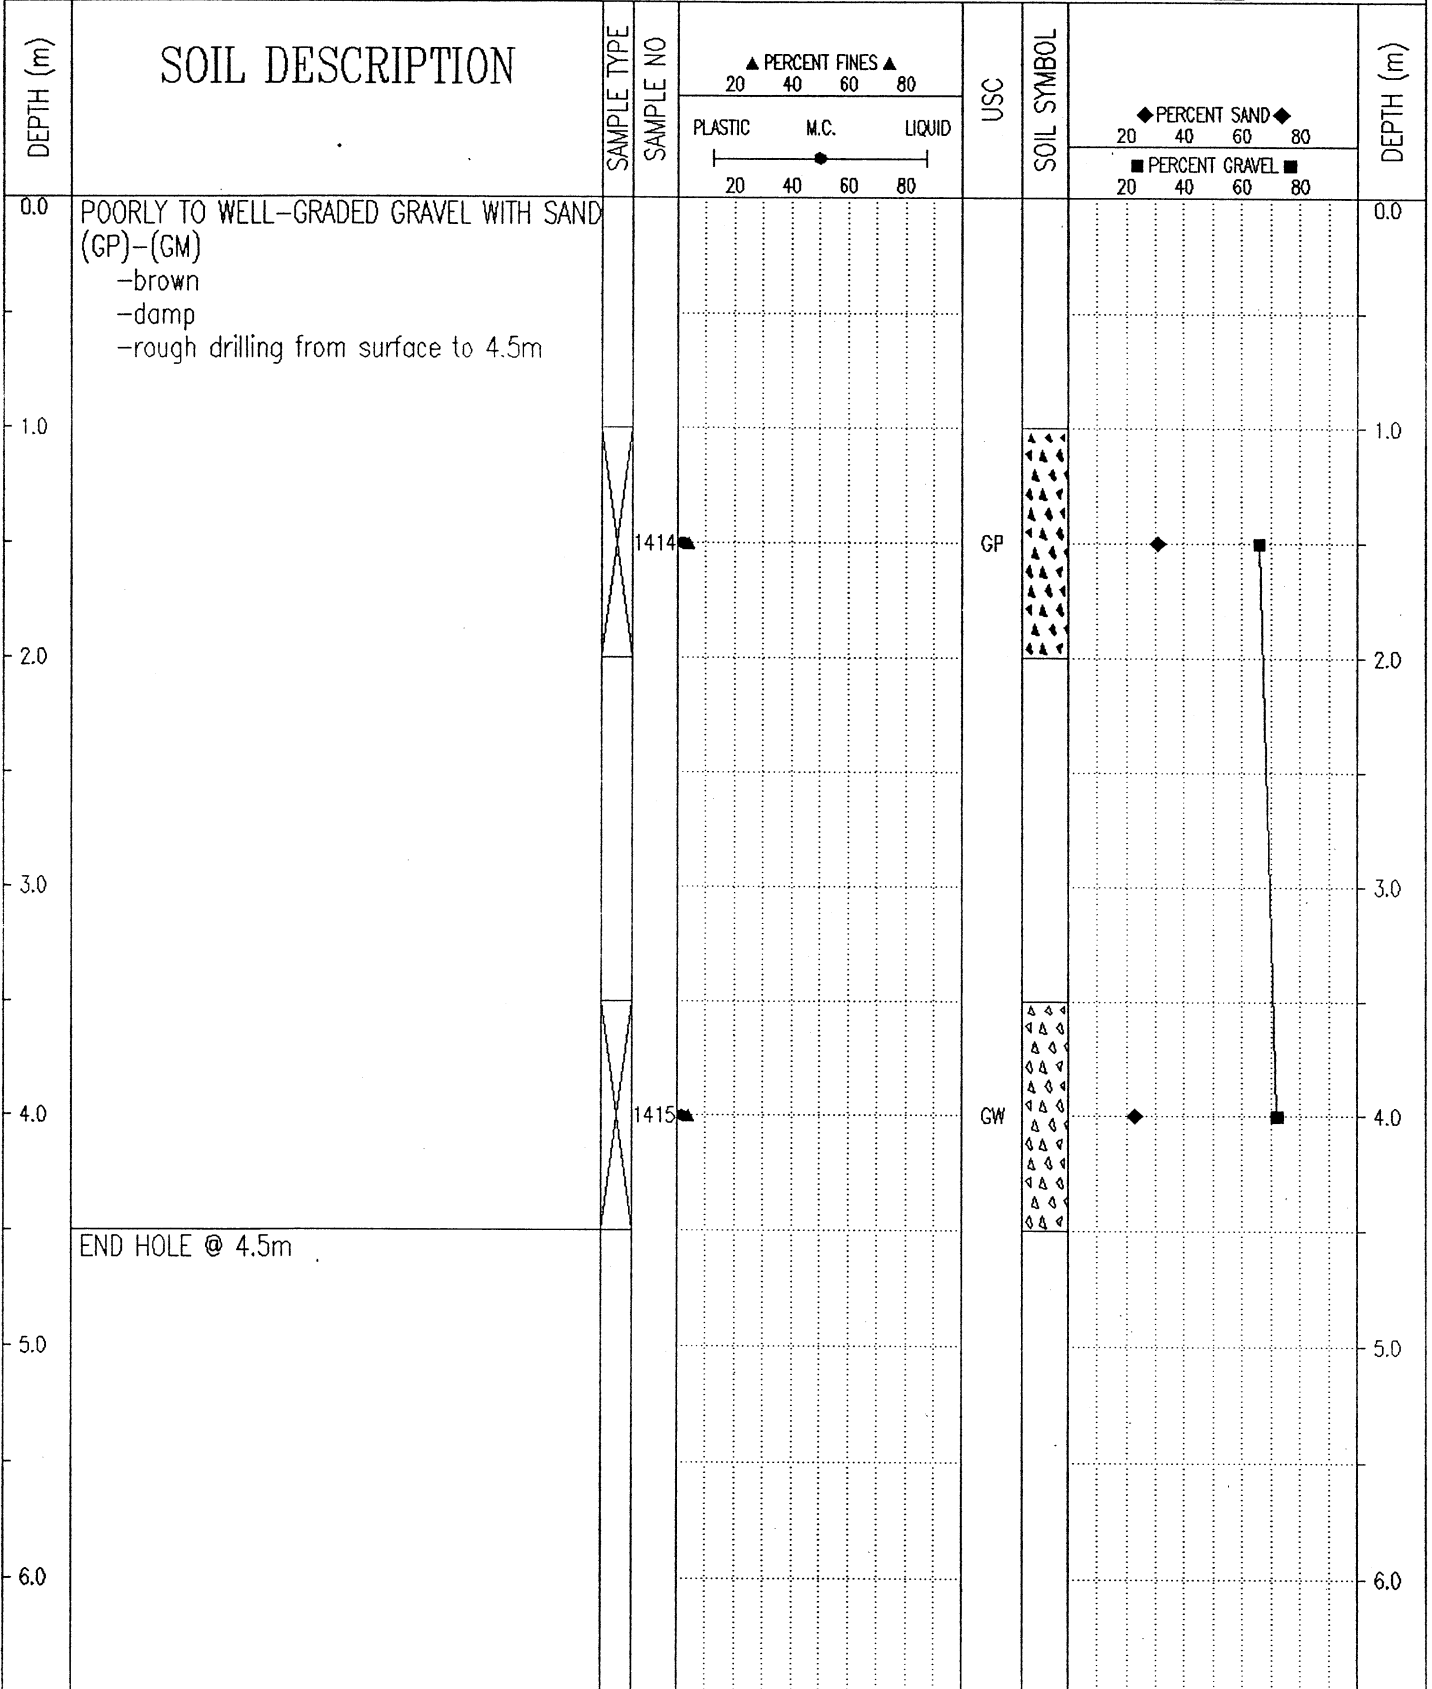 DEPTH (m)
SOIL DESCRIPTION
SAMPLE TYPE
SAMPLE NO
▲ PERCENT FINES ▲
20 40 60 80
PLASTIC M.C. LIQUID
20 40 60 80
USC
SOIL SYMBOL
◆PERCENT SAND◆
20 40 60 80
■ PERCENT GRAVEL ■
20 40 60 80
DEPTH (m)
0.0
POORLY TO WELL-GRADED GRAVEL WITH SAND
0.0
(GP)-(GM)
-brown
-damp
-rough drilling from surface to 4.5m
1.0 1.0
1414 GP
2.0 2.0
3.0 3.0
4.0 1415 GW 4.0
END HOLE @ 4.5m
5.0 5.0
6.0 6.0